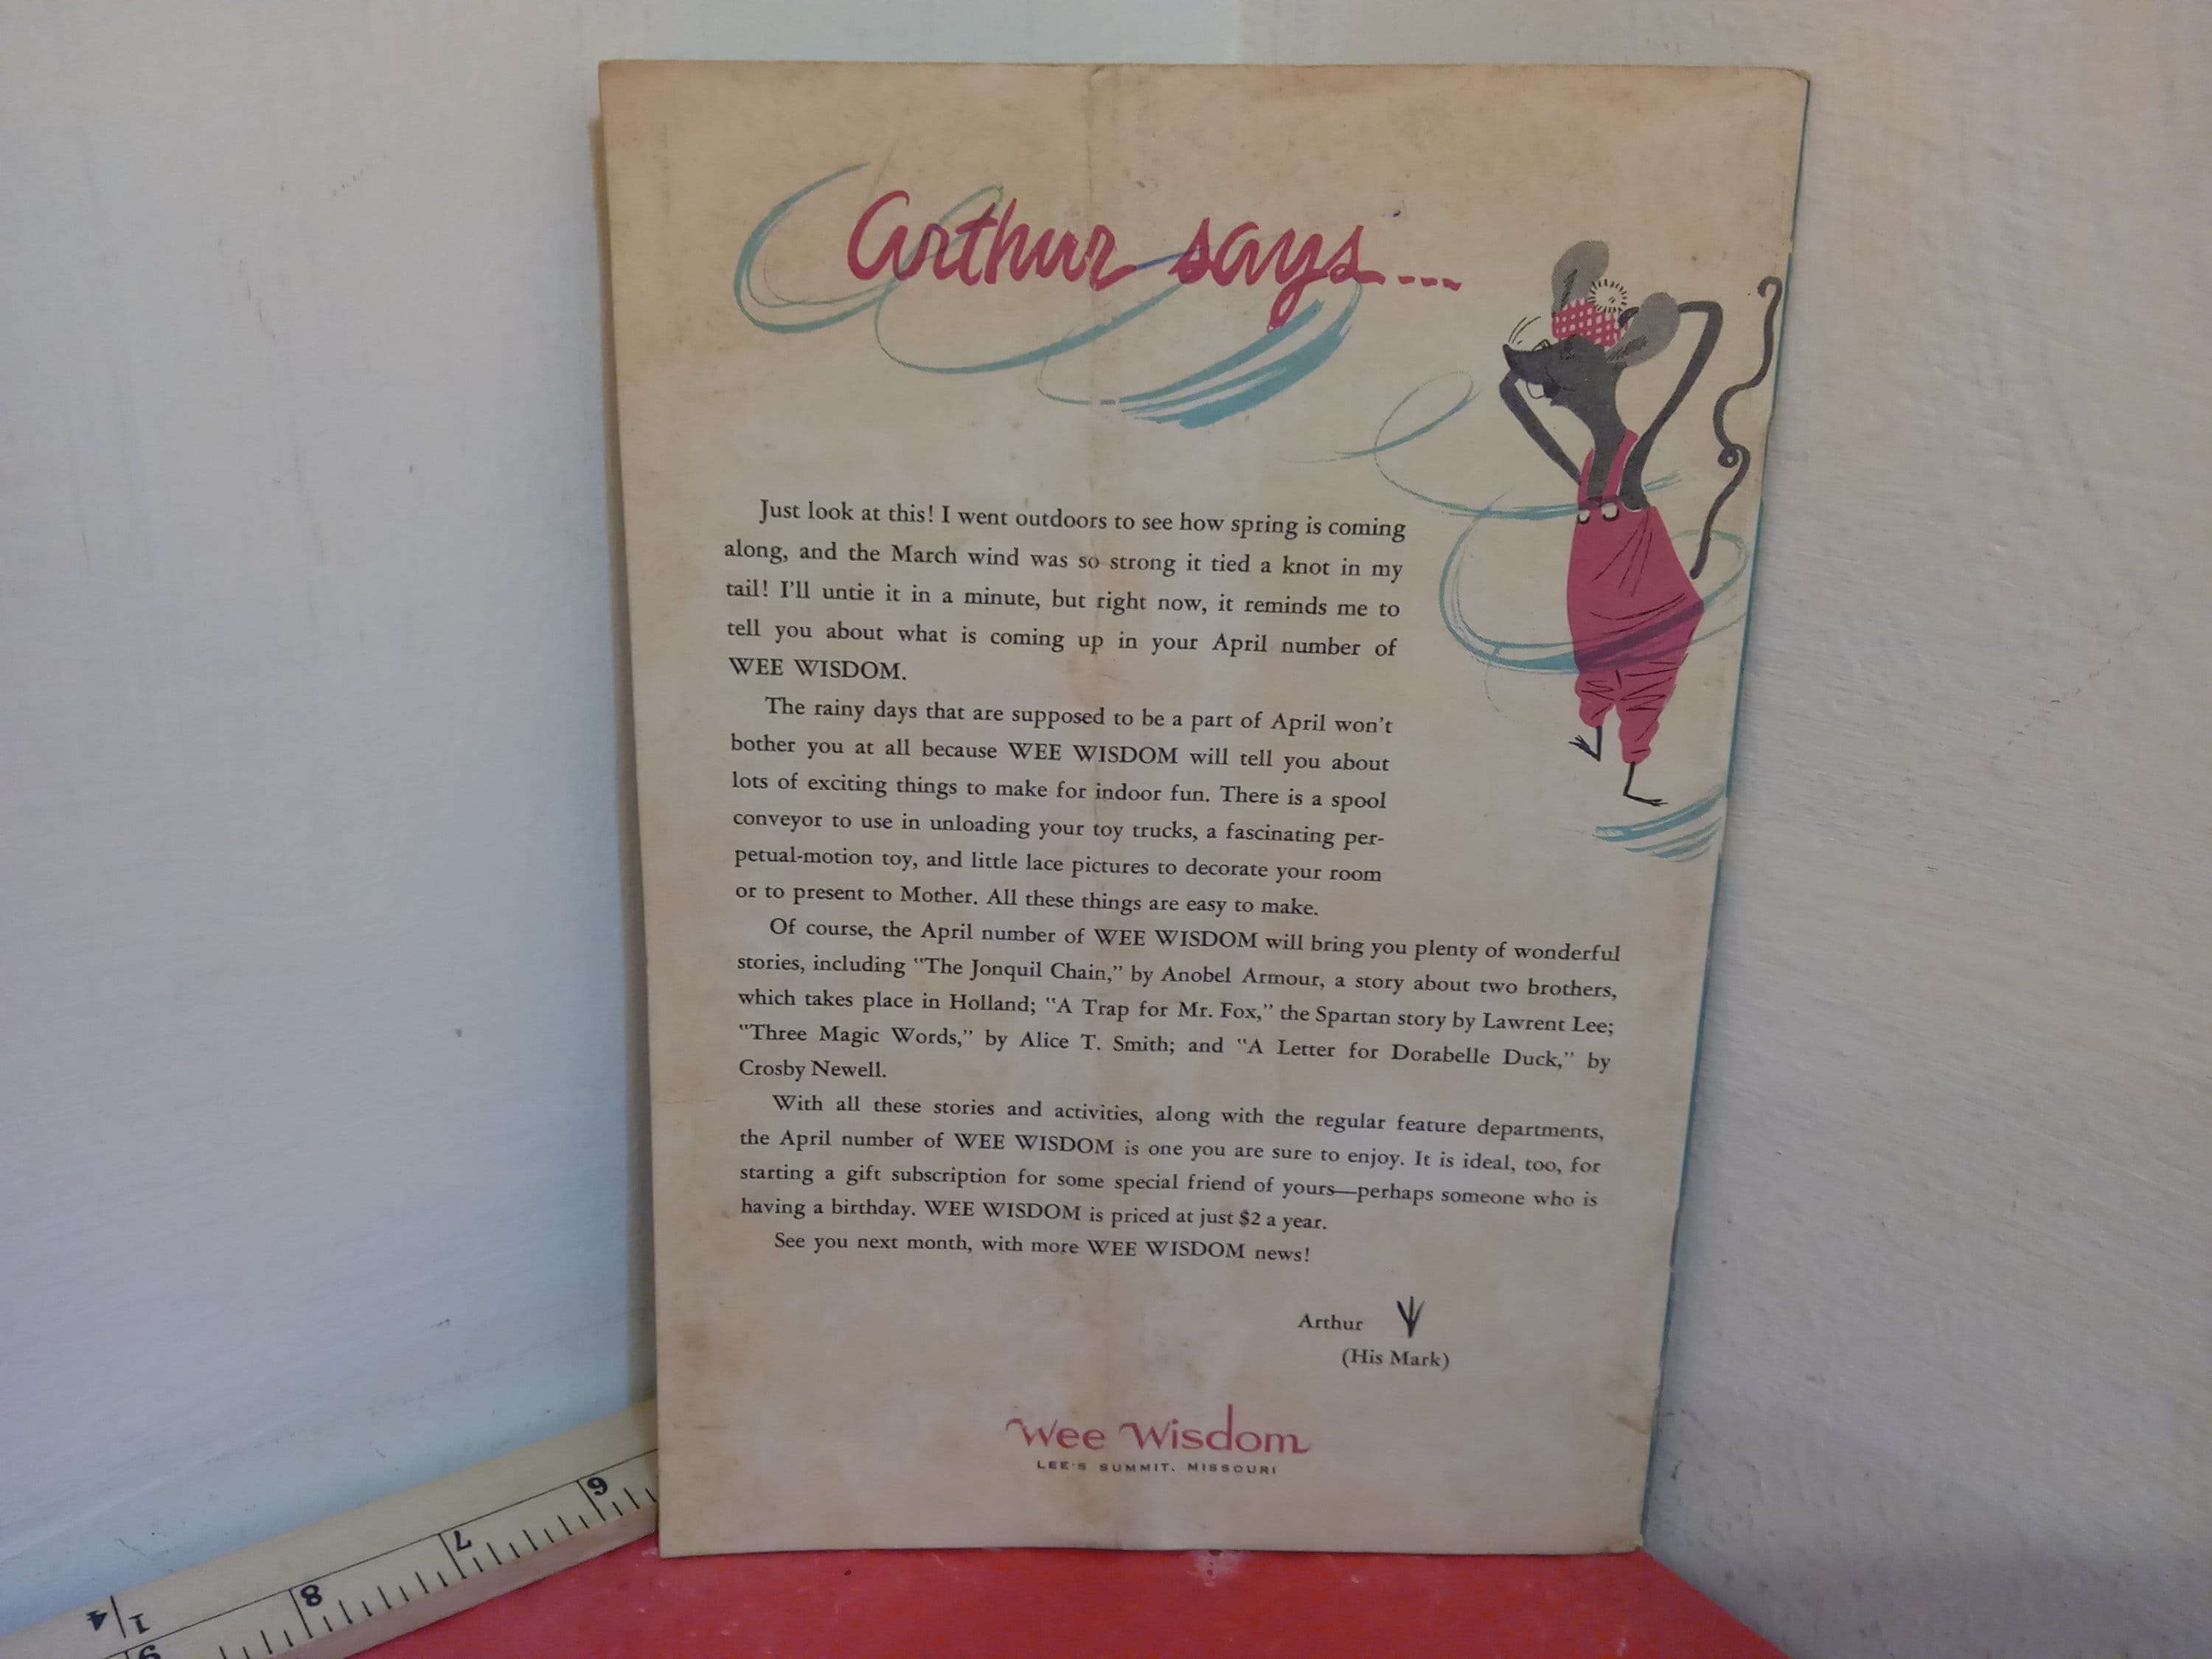 Arthur says...
Just look at this! I went outdoors to see how spring is coming
along, and the March wind was so strong it tied a knot in my
tail! I'll untie it in a minute, but right now, it reminds me to
tell you about what is coming up in your April number of
WEE WISDOM.
The rainy days that are supposed to be a part of April won't
bother you at all because WEE WISDOM will tell you about
lots of exciting things to make for indoor fun. There is a spool
conveyor to use in unloading your toy trucks, a fascinating per-
petual-motion toy, and little lace pictures to decorate your room
or to present to Mother. All these things are easy to make.
Of course, the April number of WEE WISDOM will bring you plenty of wonderful
stories, including "The Jonquil Chain," by Anobel Armour, a story about two brothers,
which takes place in Holland; "A Trap for Mr. Fox," the Spartan story by Lawrent Lee;
"Three Magic Words," by Alice T. Smith; and "A Letter for Dorabelle Duck," by
Crosby Newell.
With all these stories and activities, along with the regular feature departments,
the April number of WEE WISDOM is one you are sure to enjoy. It is ideal, too, for
starting a gift subscription for some special friend of yours—perhaps someone who is
having a birthday. WEE WISDOM is priced at just $2 a year.
See you next month, with more WEE WISDOM news!
Arthur
(His Mark)
Wee Wisdom
LEE'S SUMMIT, MISSOURI
6
7
8
1/4
9